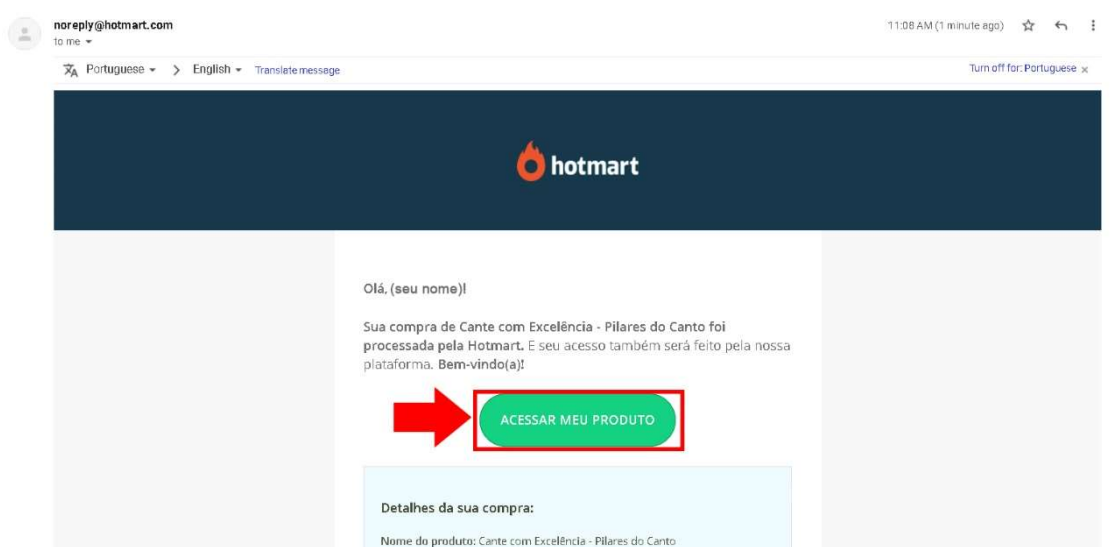 noreply@hotmart.com
11:08 AM (1 minute ago)
to me
Portuguese > English Translate message
Turn off for: Portuguese x
hotmart
Olá, (seu nome)!
Sua compra de Cante com Excelência - Pilares do Canto foi
processada pela Hotmart. E seu acesso também será feito pela nossa
plataforma. Bem-vindo(a)!
ACESSAR MEU PRODUTO
Detalhes da sua compra:
Nome do produto: Cante com Excelência - Pilares do Canto